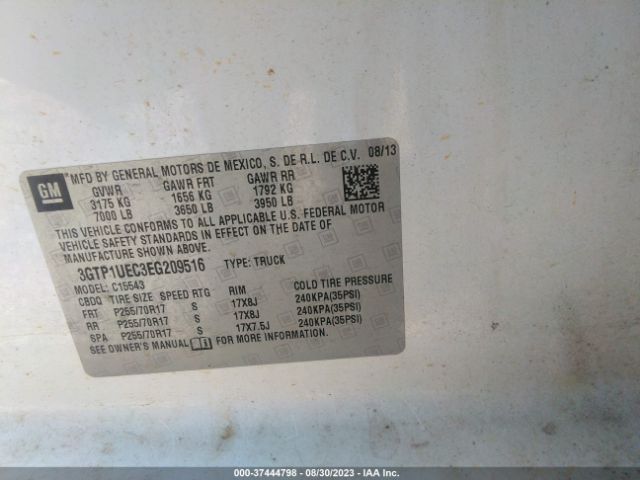 GM
MFD BY GENERAL MOTORS DE MEXICO, S. DE R.L. DE C.V. 08/13
GVWR GAWR FRT GAWR RR
3175 KG 1656 KG 1792 KG
7000 LB 3650 LB 3950 LB
THIS VEHICLE CONFORMS TO ALL APPLICABLE U.S. FEDERAL MOTOR
VEHICLE SAFETY STANDARDS IN EFFECT ON THE DATE OF
MANUFACTURE SHOWN ABOVE.
3GTP1UEC3EG209516 TYPE: TRUCK
MODEL: C15543
CBDQ TIRE SIZE SPEED RTG RIM COLD TIRE PRESSURE
FRT P255/70R17 S 17X8J 240KPA(35PSI)
RR P255/70R17 S 17X8J 240KPA(35PSI)
SPA P255/70R17 S 17X7.5J 240KPA(35PSI)
SEE OWNER'S MANUAL FOR MORE INFORMATION.
000-37444798 - 08/30/2023 - IAA Inc.